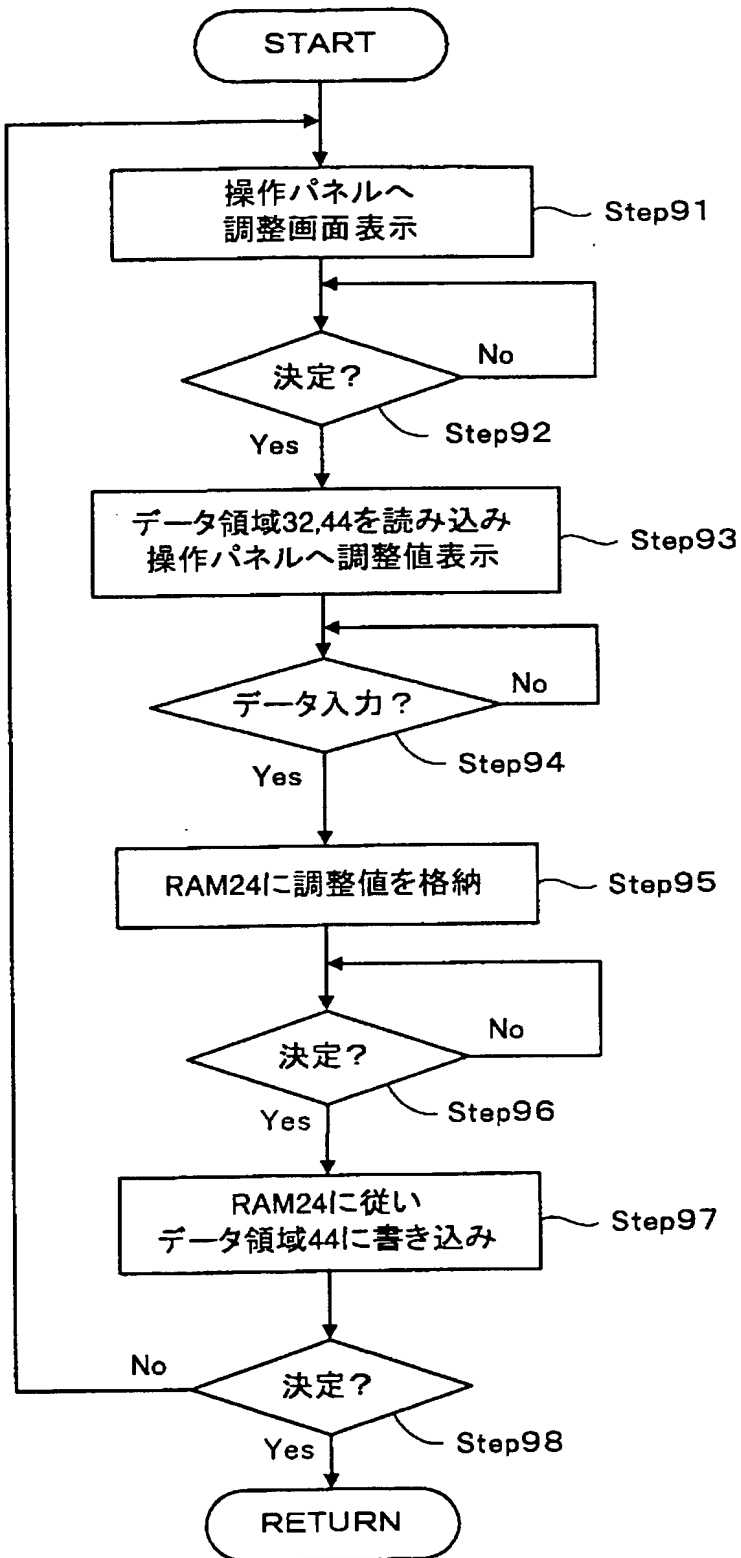 START
操作パネルへ
調整画面表示
Step91
No
決定？
Step92
Yes
データ領域32,44を読み込み
操作パネルへ調整値表示
Step93
No
データ入力？
Step94
Yes
RAM24に調整値を格納
Step95
No
決定？
Step96
Yes
RAM24に従い
データ領域44に書き込み
Step97
No
決定？
Step98
Yes
RETURN